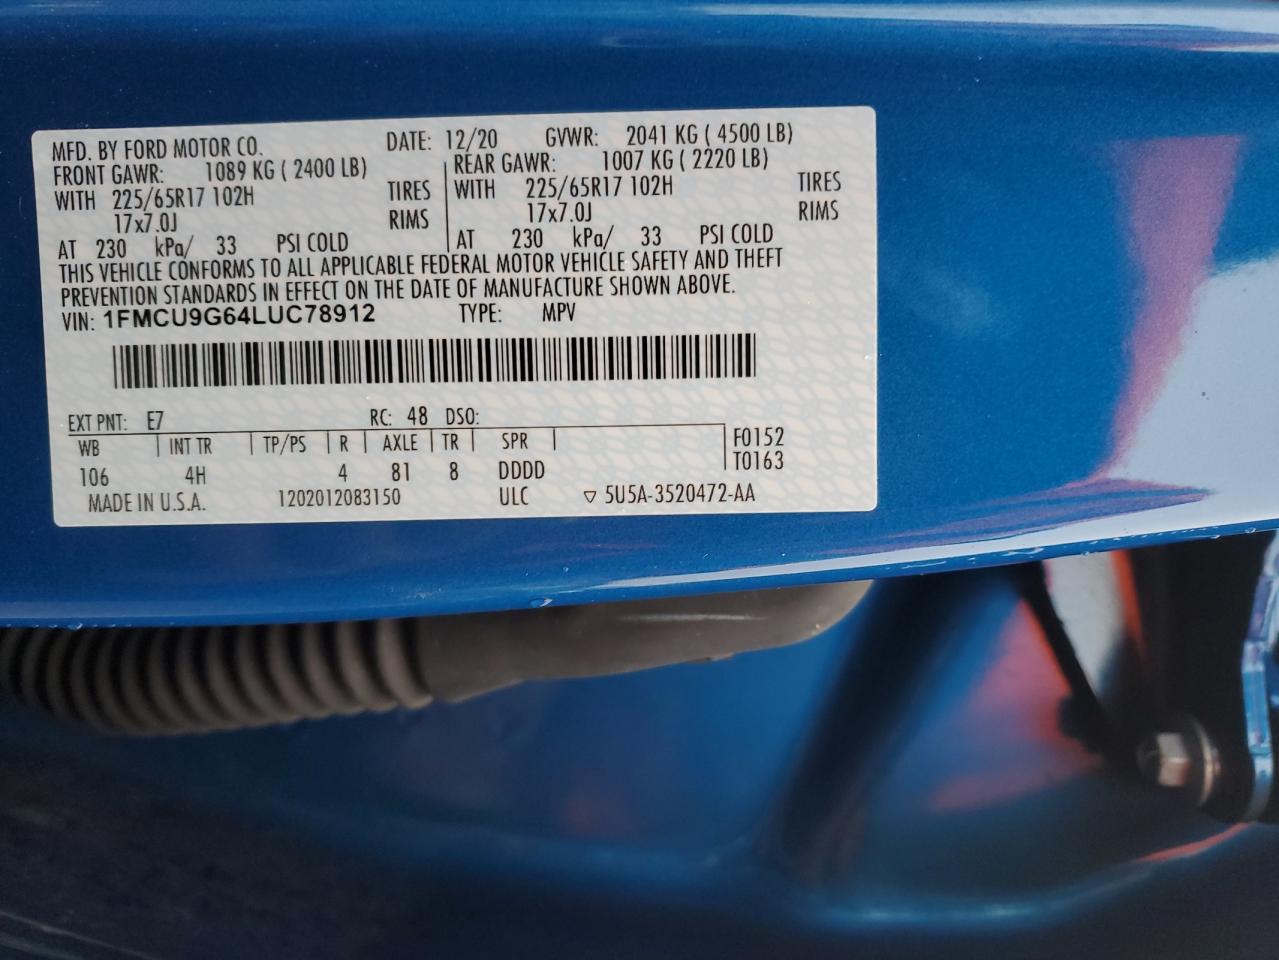 MFD. BY FORD MOTOR CO. DATE: 12/20 GVWR: 2041 KG ( 4500 LB)
FRONT GAWR: 1089 KG ( 2400 LB) REAR GAWR: 1007 KG ( 2220 LB)
WITH 225/65R17 102H TIRES WITH 225/65R17 102H TIRES
17x7.0J RIMS 17x7.0J RIMS
AT 230 kPa/ 33 PSI COLD AT 230 kPa/ 33 PSI COLD
THIS VEHICLE CONFORMS TO ALL APPLICABLE FEDERAL MOTOR VEHICLE SAFETY AND THEFT
PREVENTION STANDARDS IN EFFECT ON THE DATE OF MANUFACTURE SHOWN ABOVE.
VIN: 1FMCU9G64LUC78912 TYPE: MPV
EXT PNT: E7 RC: 48 DSO:
WB INT TR TP/PS R AXLE TR SPR F0152
106 4H 4 81 8 DDDD T0163
MADE IN U.S.A. 1202012083150 ULC ▽ 5U5A-3520472-AA